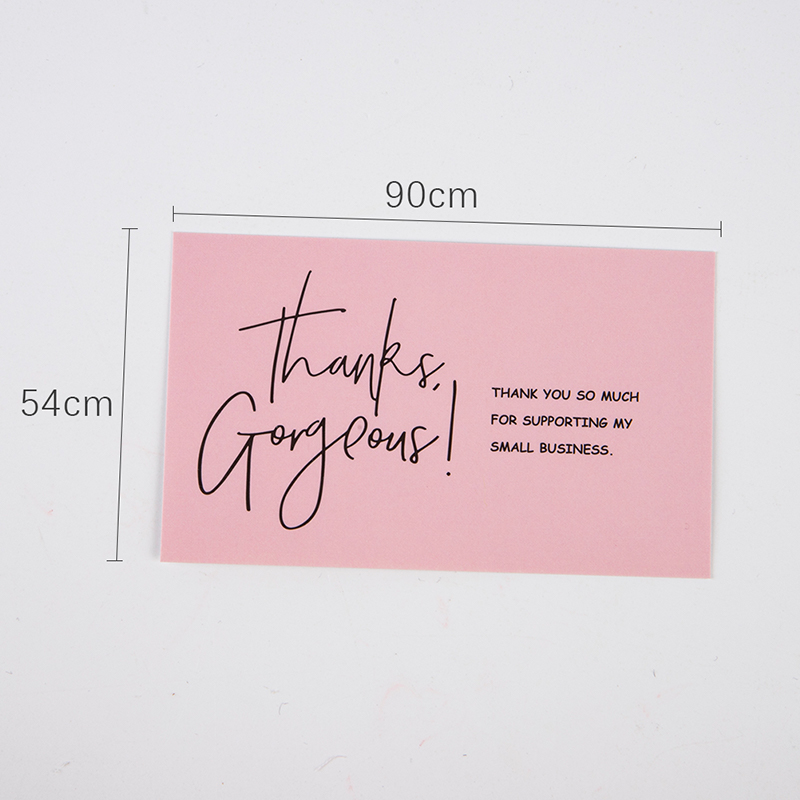 90cm
54cm
Thanks,
Gorgeous!
THANK YOU SO MUCH
FOR SUPPORTING MY
SMALL BUSINESS.